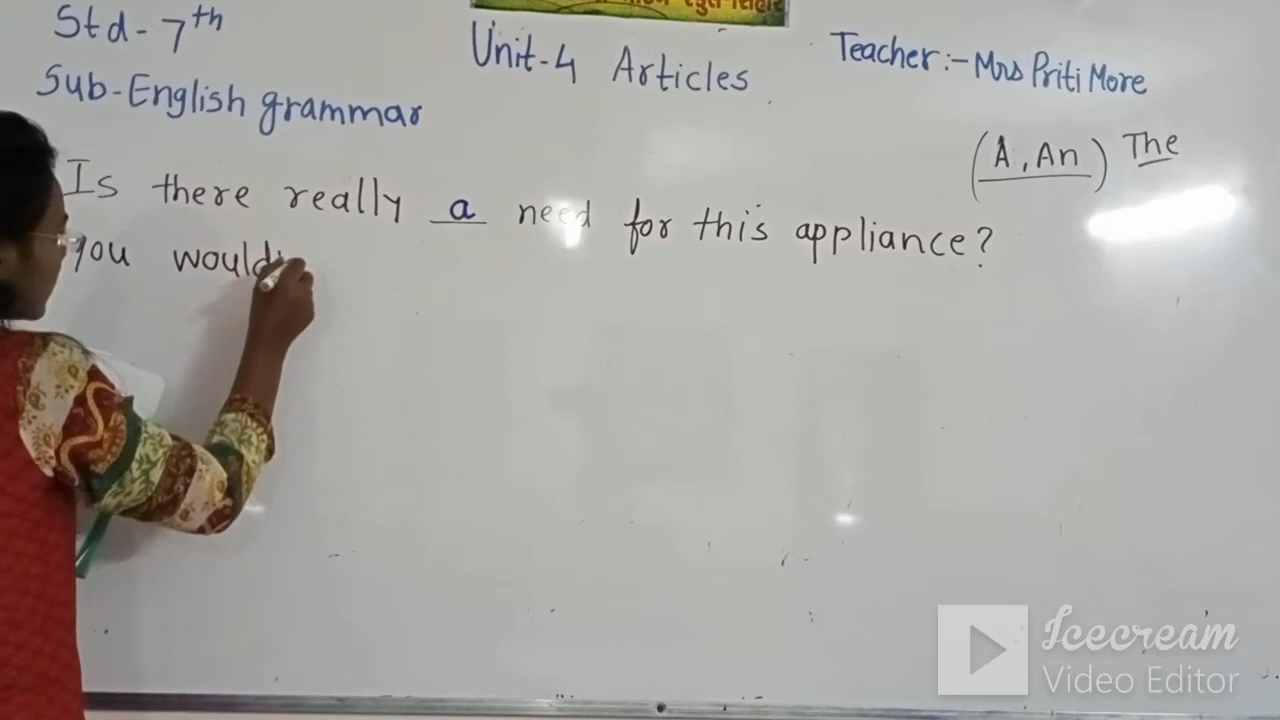 Std- 7th
Sub-English grammar
Unit-4 Articles
Teacher:- Mrs Priti More
(A, An) The
Is there really a need for this appliance?
you would
Icecream
Video Editor